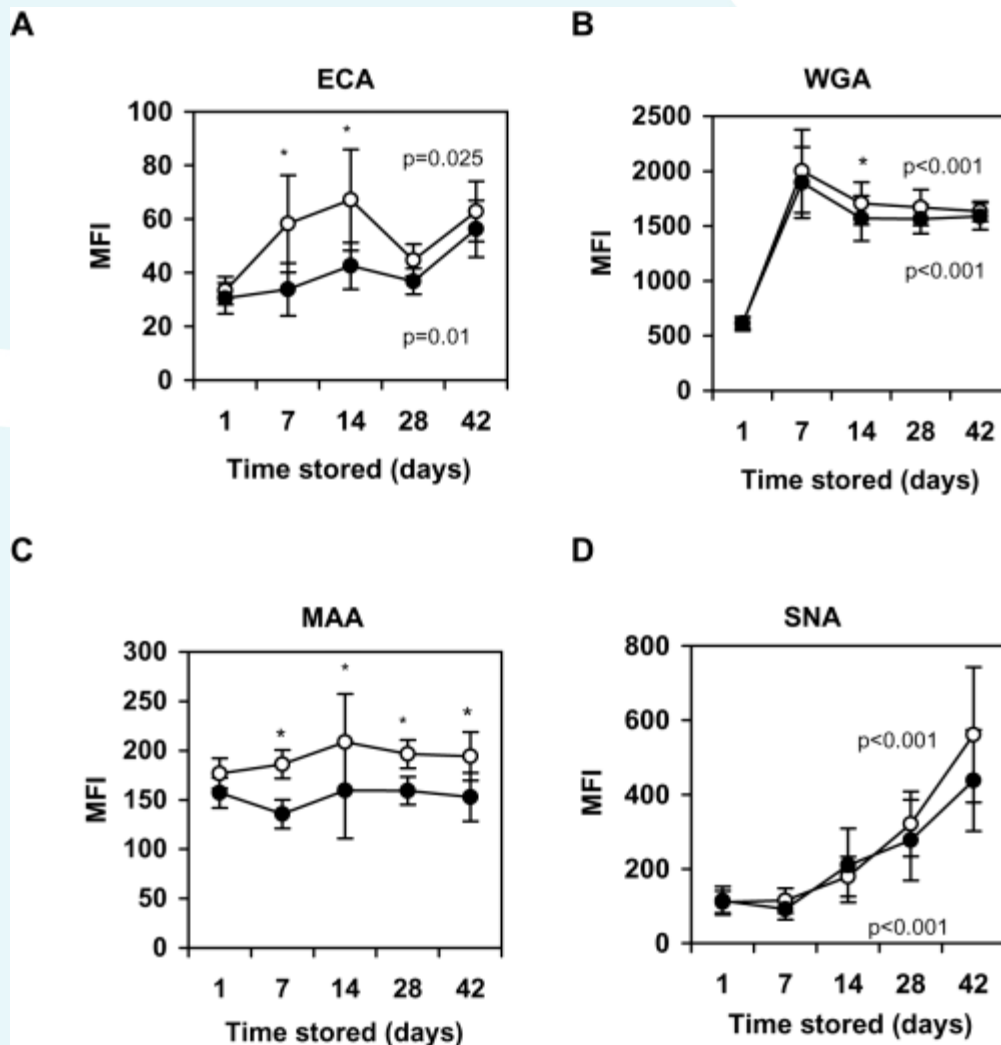 A
ECA
100
80
60
40
20
0
MFI
* *
p=0.025
p=0.01
1 7 14 28 42
Time stored (days)
B
WGA
2500
2000
1500
1000
500
0
MFI
*
p<0.001
p<0.001
1 7 14 28 42
Time stored (days)
C
MAA
300
250
200
150
100
50
0
MFI
* * * *
1 7 14 28 42
Time stored (days)
D
SNA
800
600
400
200
0
MFI
p<0.001
p<0.001
1 7 14 28 42
Time stored (days)